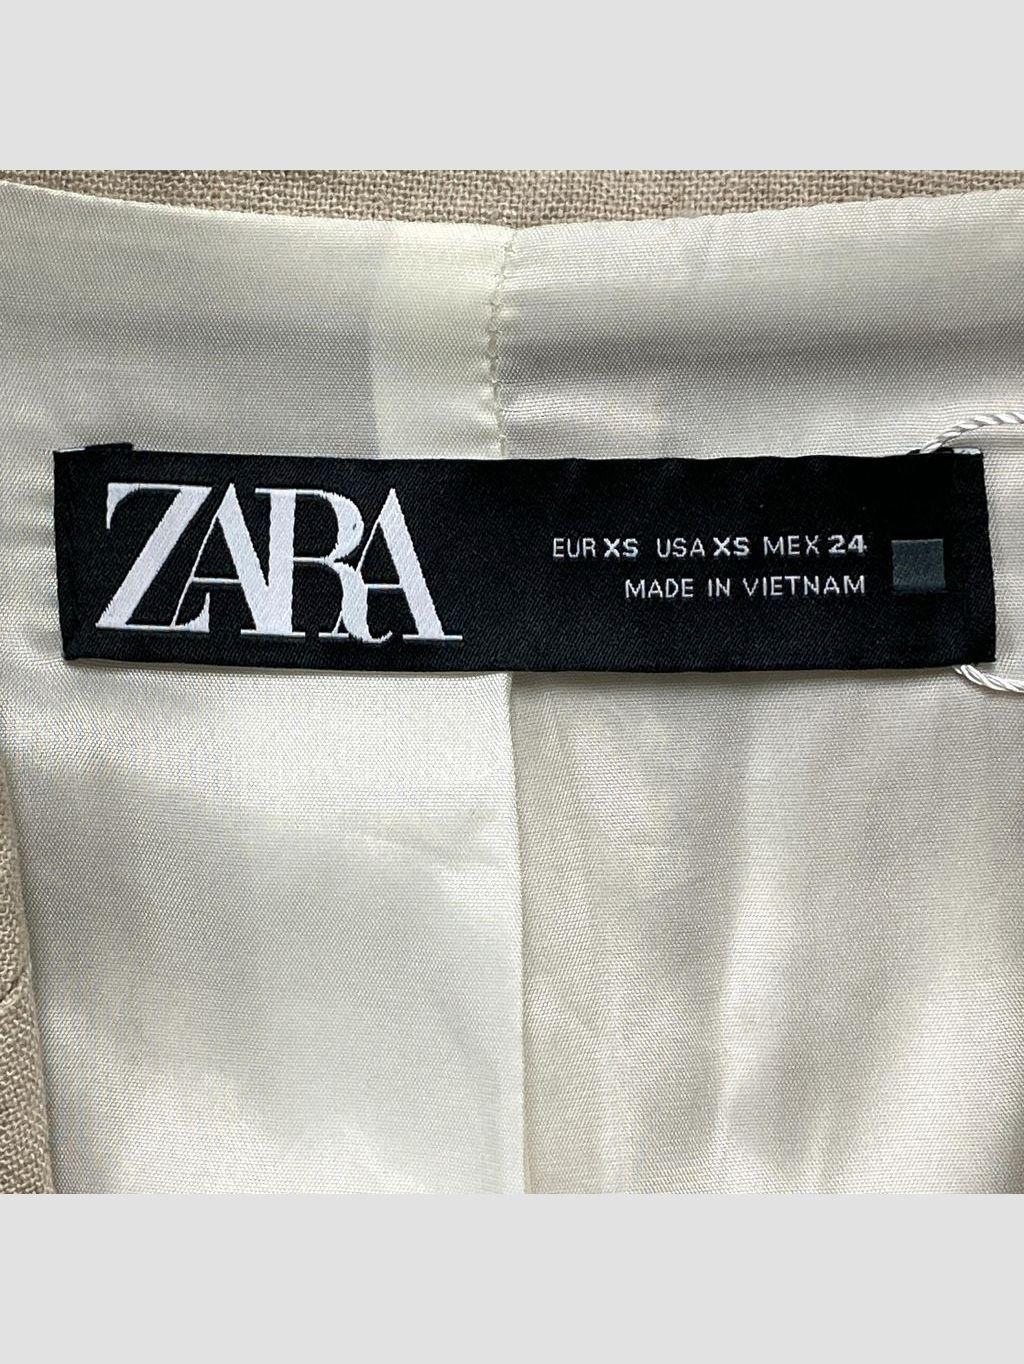 ZARA
EUR XS USA XS MEX 24
MADE IN VIETNAM